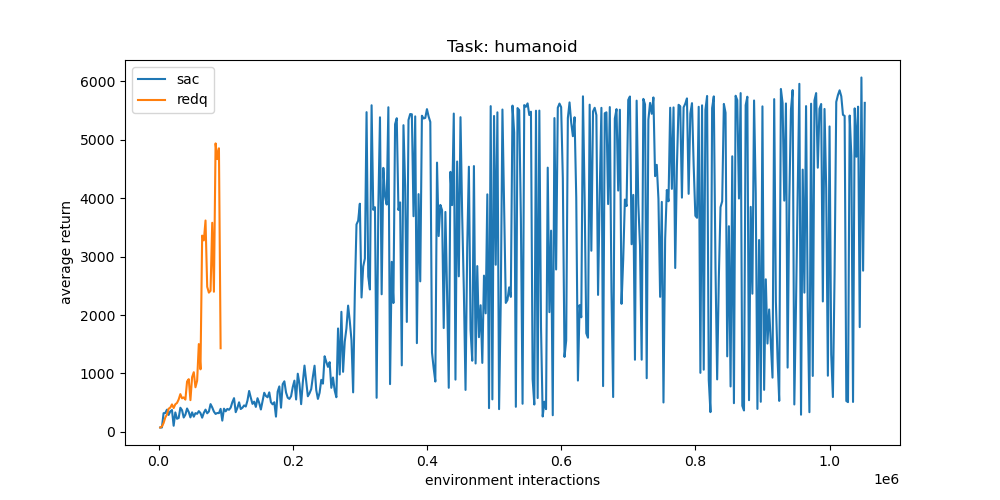 Task: humanoid
sac
redq
average return
6000
5000
4000
3000
2000
1000
0
0.0 0.2 0.4 0.6 0.8 1.0
1e6
environment interactions